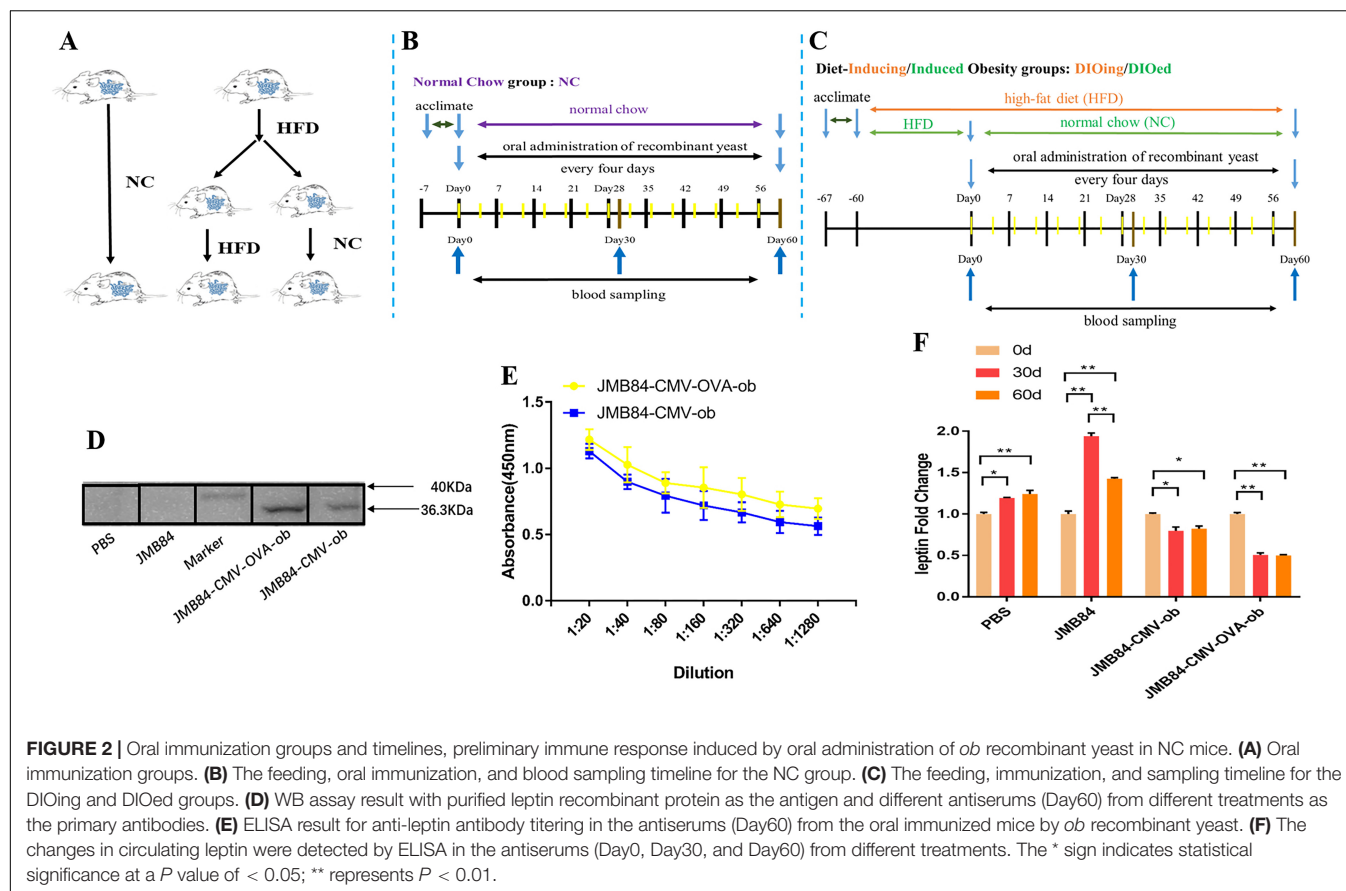 A
HFD
NC
HFD
NC
B
Normal Chow group : NC
acclimate
normal chow
oral administration of recombinant yeast
every four days
-7 Day0 7 14 21 Day28 35 42 49 56
Day0 Day30 Day60
blood sampling
C
Diet-Inducing/Induced Obesity groups: DIOing/DIOed
acclimate
high-fat diet (HFD)
HFD
normal chow (NC)
oral administration of recombinant yeast
every four days
-67 -60 Day0 7 14 21 Day28 35 42 49 56
Day0 Day30 Day60
blood sampling
D
40KDa
36.3KDa
PBS JMB84 Marker JMB84-CMV-OVA-ob JMB84-CMV-ob
E
JMB84-CMV-OVA-ob
JMB84-CMV-ob
Absorbance(450nm)
1.5
1.0
0.5
0.0
1:20 1:40 1:80 1:160 1:320 1:640 1:1280
Dilution
F
0d
30d
60d
leptin Fold Change
2.0
1.5
1.0
0.5
0.0
* **
** ** **
* *
** **
PBS JMB84 JMB84-CMV-ob JMB84-CMV-OVA-ob
FIGURE 2 | Oral immunization groups and timelines, preliminary immune response induced by oral administration of ob recombinant yeast in NC mice. (A) Oral
immunization groups. (B) The feeding, oral immunization, and blood sampling timeline for the NC group. (C) The feeding, immunization, and sampling timeline for the
DIOing and DIOed groups. (D) WB assay result with purified leptin recombinant protein as the antigen and different antiserums (Day60) from different treatments as
the primary antibodies. (E) ELISA result for anti-leptin antibody titering in the antiserums (Day60) from the oral immunized mice by ob recombinant yeast. (F) The
changes in circulating leptin were detected by ELISA in the antiserums (Day0, Day30, and Day60) from different treatments. The * sign indicates statistical
significance at a P value of < 0.05; ** represents P < 0.01.